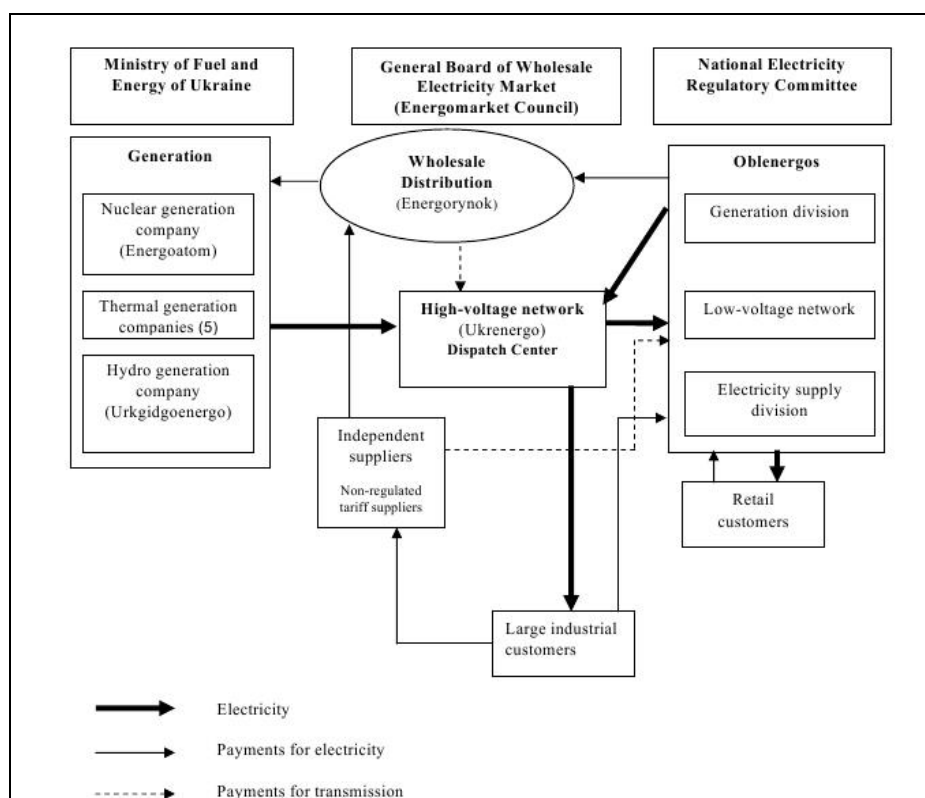 Ministry of Fuel and
Energy of Ukraine
General Board of Wholesale
Electricity Market
(Energomarket Council)
National Electricity
Regulatory Committee
Generation
Nuclear generation
company
(Energoatom)
Thermal generation
companies (5)
Hydro generation
company
(Urkgidgoenergo)
Wholesale
Distribution
(Energorynok)
High-voltage network
(Ukrenergo)
Dispatch Center
Oblenergos
Generation division
Low-voltage network
Electricity supply
division
Independent
suppliers
Non-regulated
tariff suppliers
Retail
customers
Large industrial
customers
Electricity
Payments for electricity
Payments for transmission